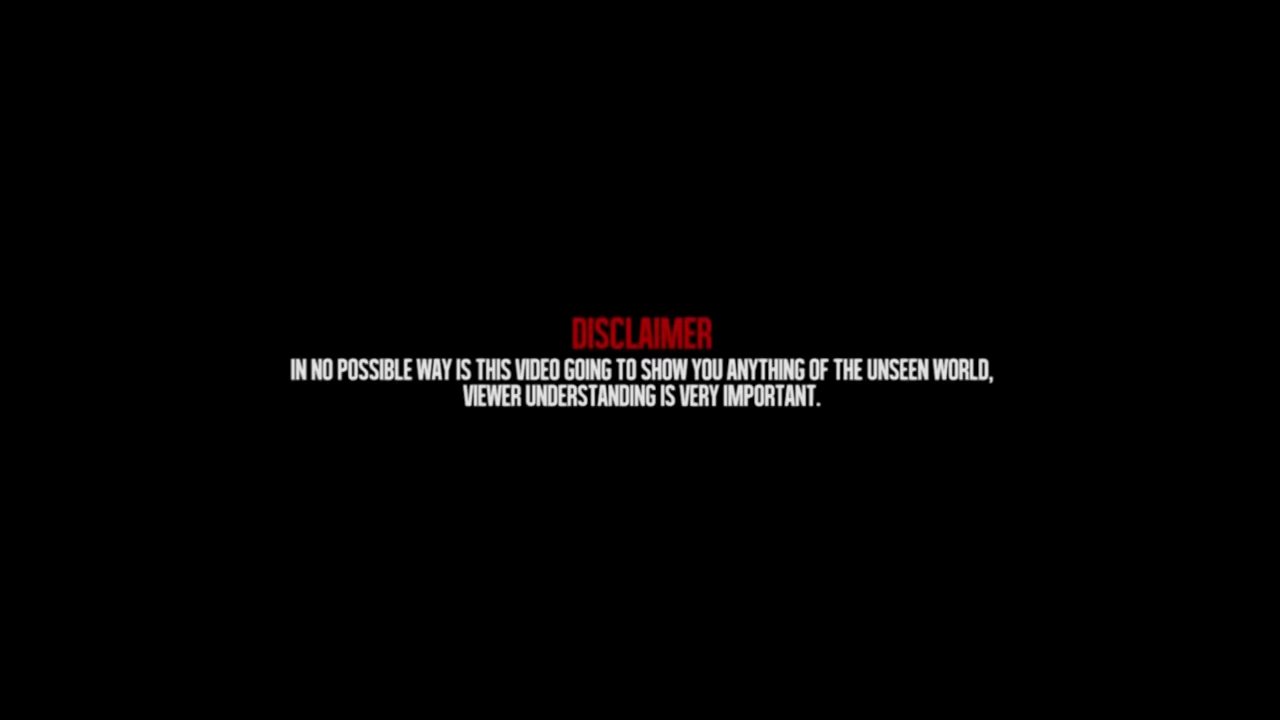 DISCLAIMER
IN NO POSSIBLE WAY IS THIS VIDEO GOING TO SHOW YOU ANYTHING OF THE UNSEEN WORLD,
VIEWER UNDERSTANDING IS VERY IMPORTANT.